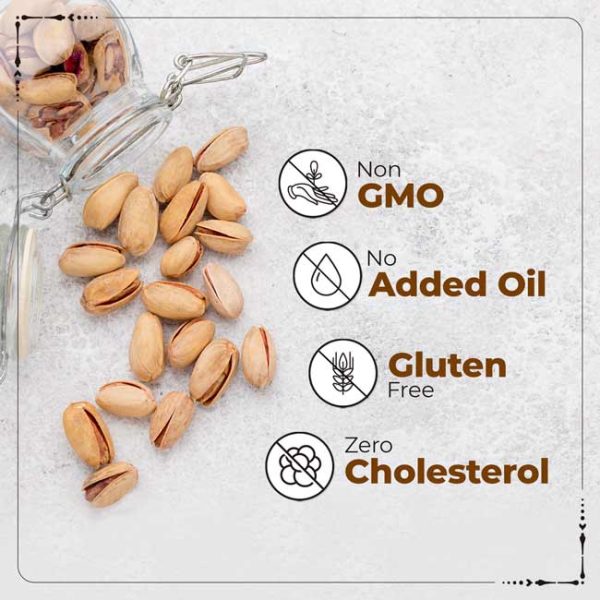 Non
GMO
No
Added Oil
Gluten
Free
Zero
Cholesterol